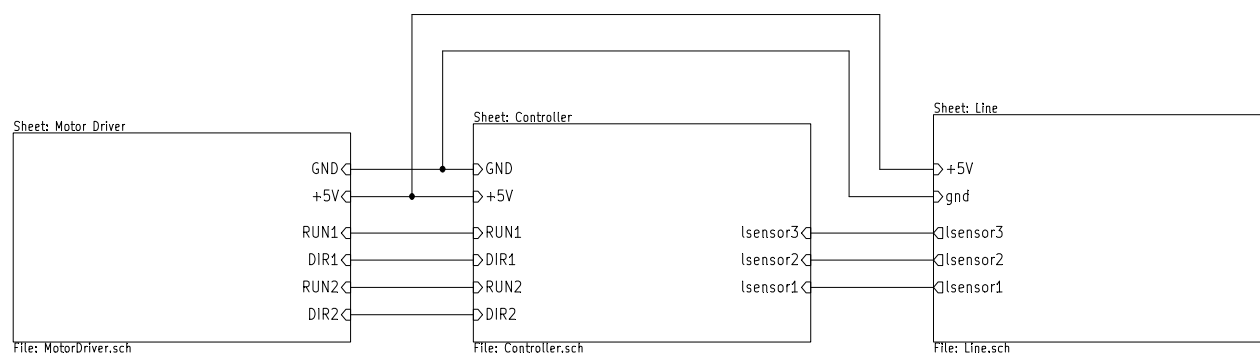 Sheet: Motor Driver
GND
+5V
RUN1
DIR1
RUN2
DIR2
File: MotorDriver.sch
Sheet: Controller
GND
+5V
RUN1
DIR1
RUN2
DIR2
lsensor3
lsensor2
lsensor1
File: Controller.sch
Sheet: Line
+5V
gnd
lsensor3
lsensor2
lsensor1
File: Line.sch